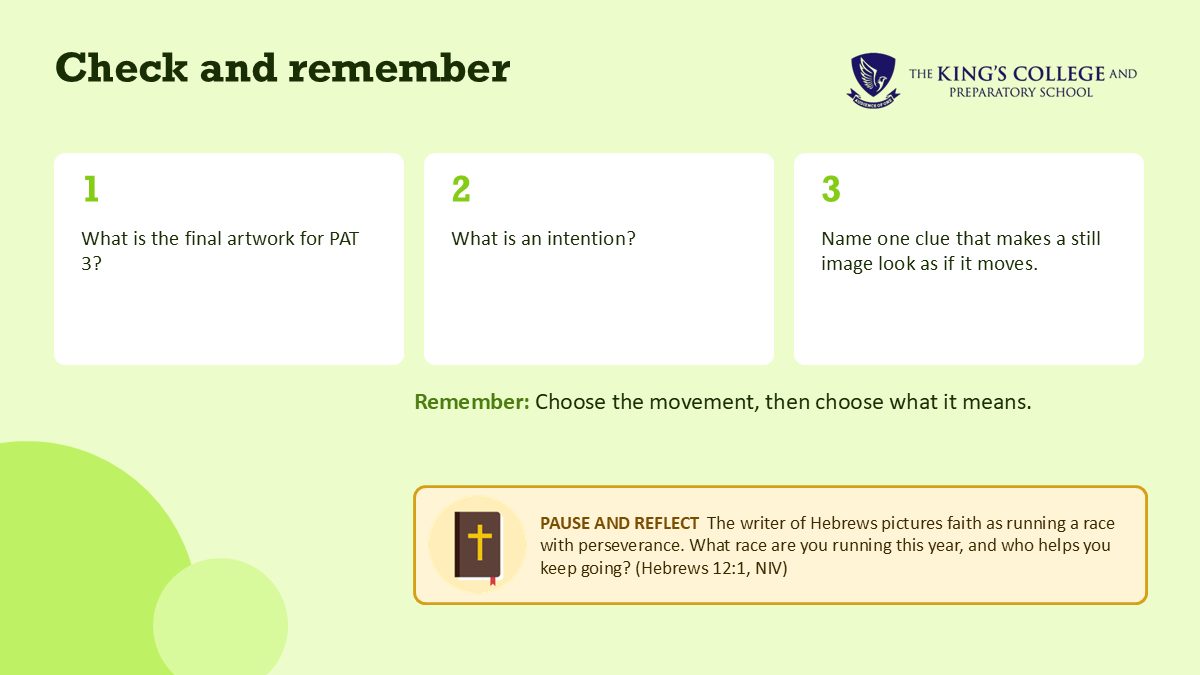 Check and remember
THE KING'S COLLEGE AND
PREPARATORY SCHOOL
1
What is the final artwork for PAT
3?
2
What is an intention?
3
Name one clue that makes a still
image look as if it moves.
Remember: Choose the movement, then choose what it means.
PAUSE AND REFLECT The writer of Hebrews pictures faith as running a race
with perseverance. What race are you running this year, and who helps you
keep going? (Hebrews 12:1, NIV)